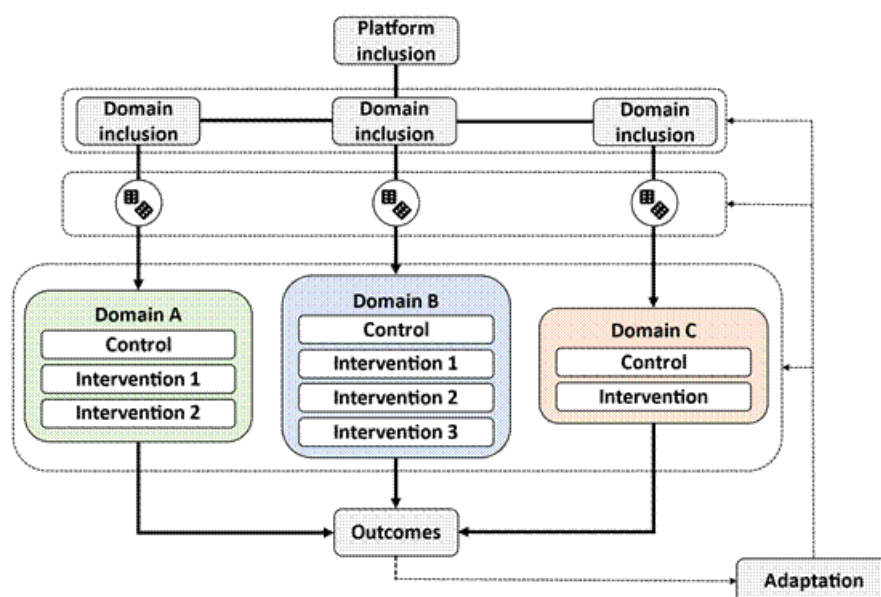 Platform
inclusion
Domain
inclusion
Domain
inclusion
Domain
inclusion
Domain A
Control
Intervention 1
Intervention 2
Domain B
Control
Intervention 1
Intervention 2
Intervention 3
Domain C
Control
Intervention
Outcomes
Adaptation